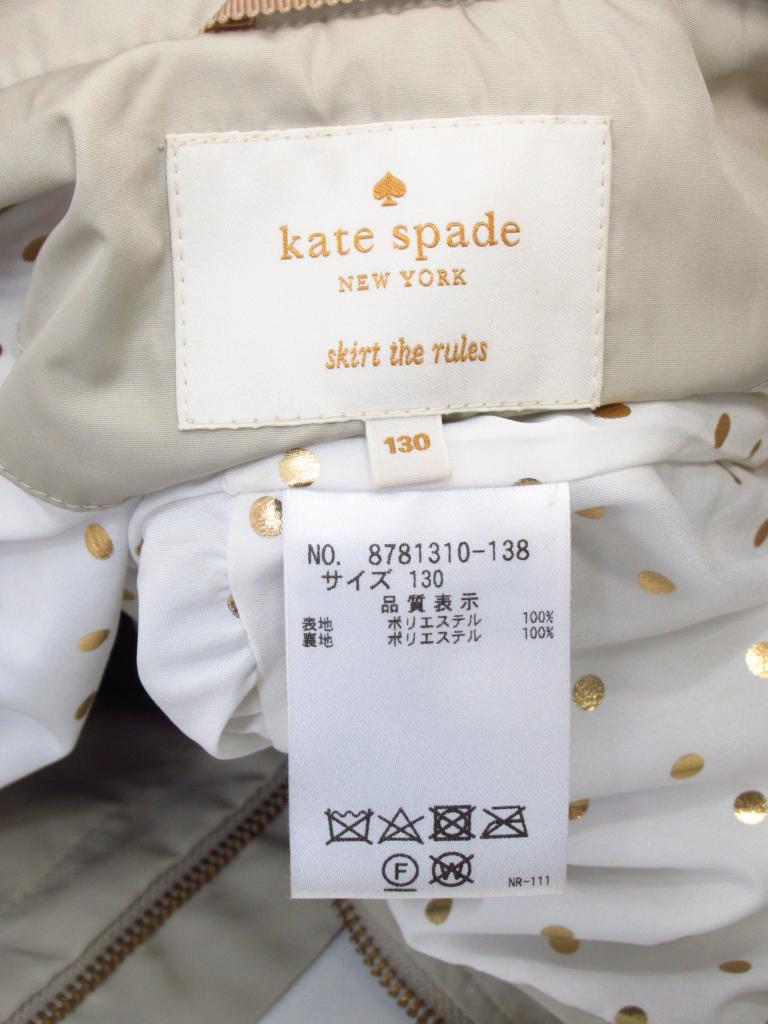 kate spade
NEW YORK
skirt the rules
130
NO. 8781310-138
サイズ 130
品質表示
表地 ポリエステル 100%
裏地 ポリエステル 100%
F W
NR-111